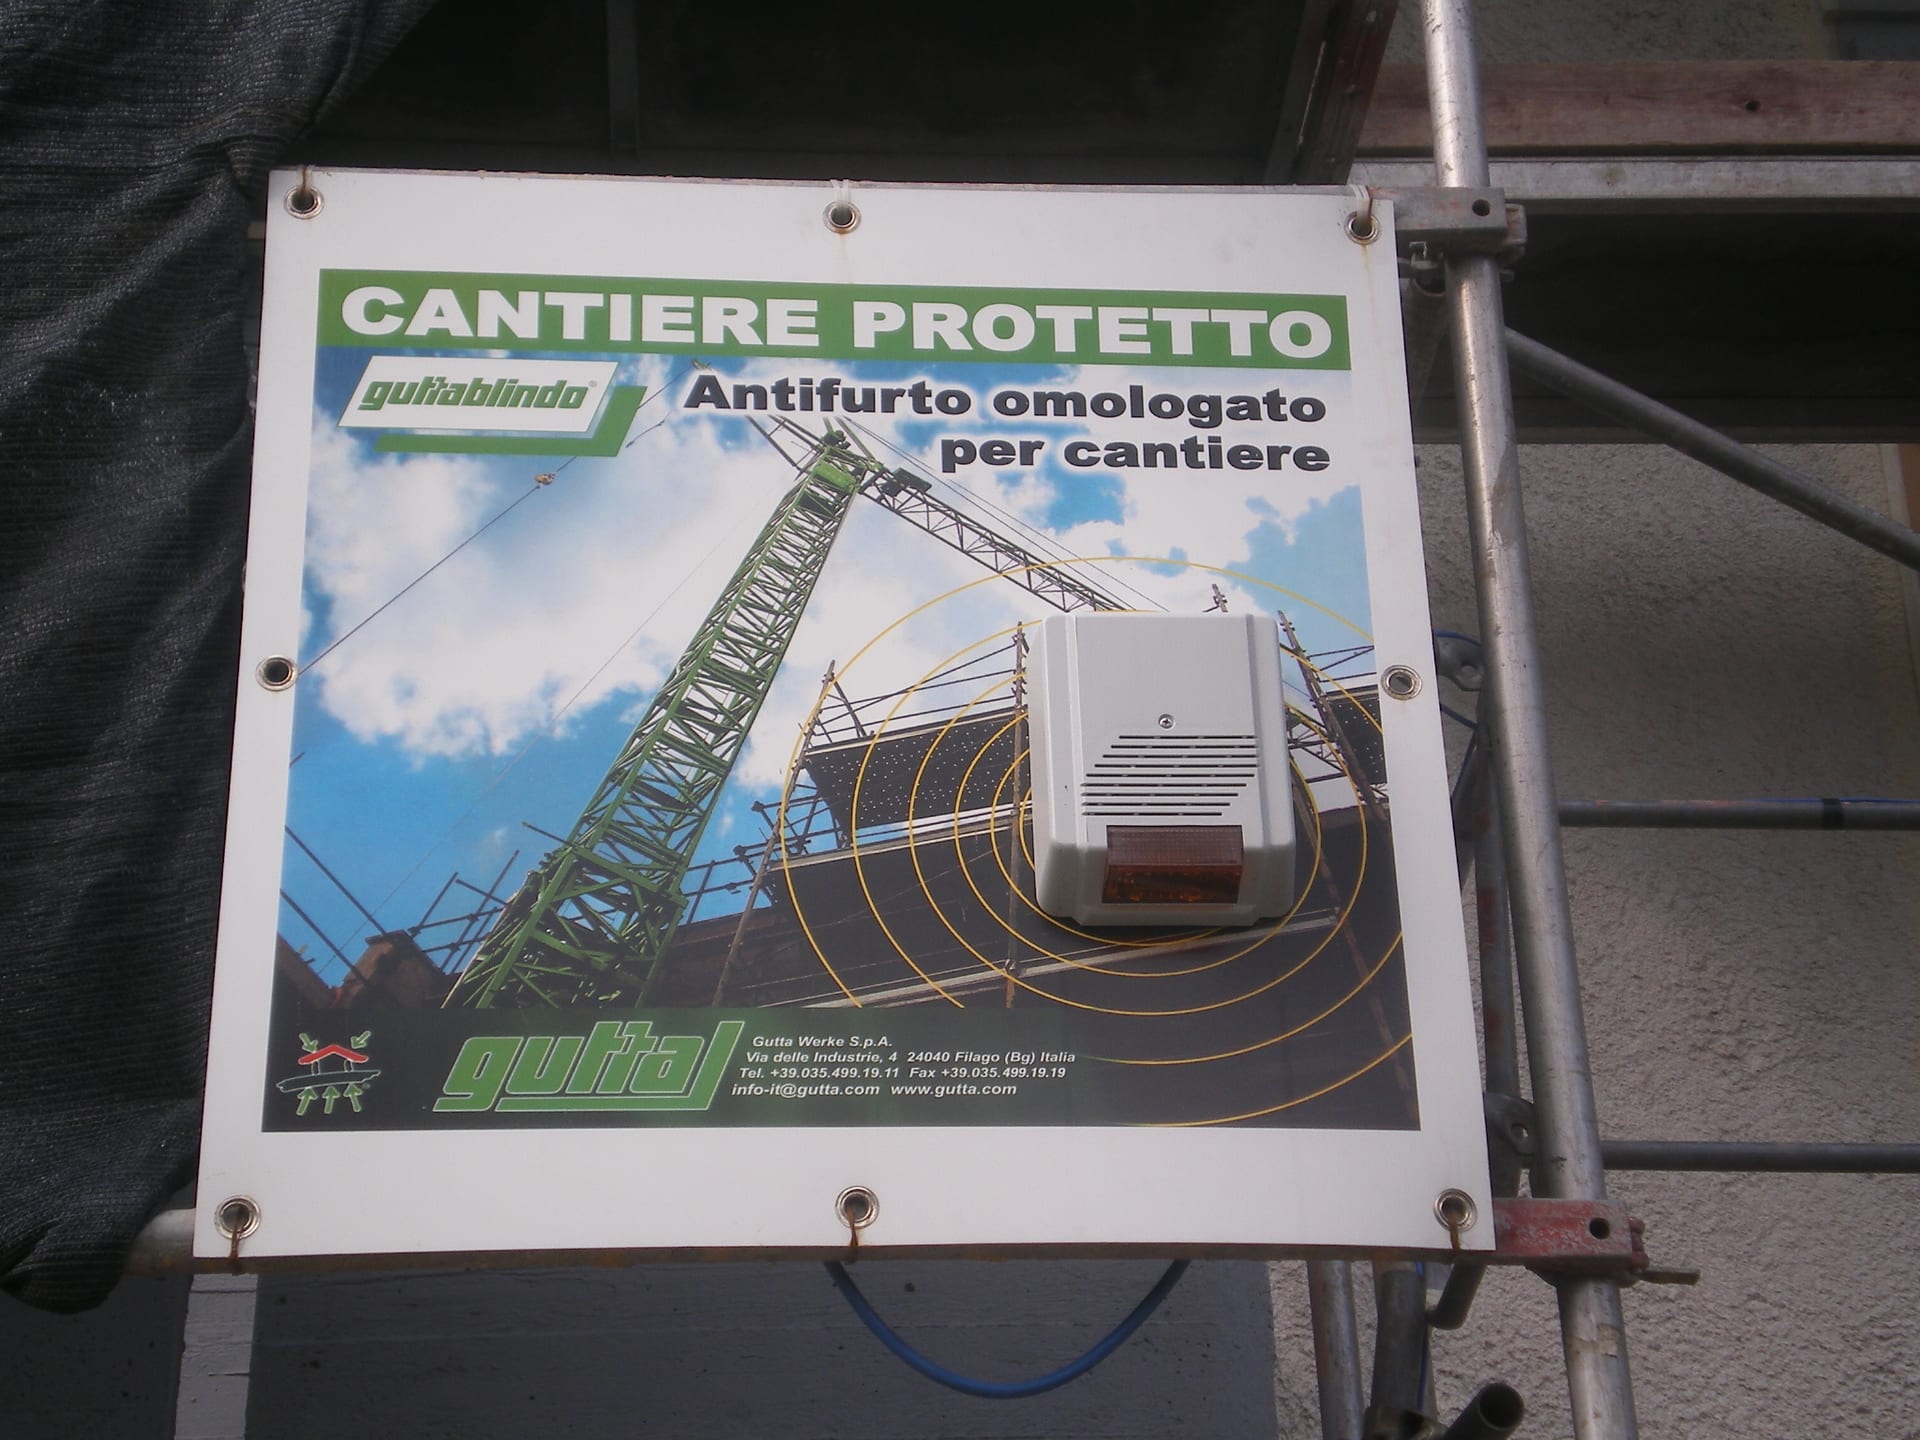 CANTIERE PROTETTO
guttablindo®
Antifurto omologato
per cantiere
gutta
Gutta Werke S.p.A.
Via delle Industrie, 4 24040 Filago (Bg) Italia
Tel. +39.035.499.19.11 Fax +39.035.499.19.19
info-it@gutta.com www.gutta.com